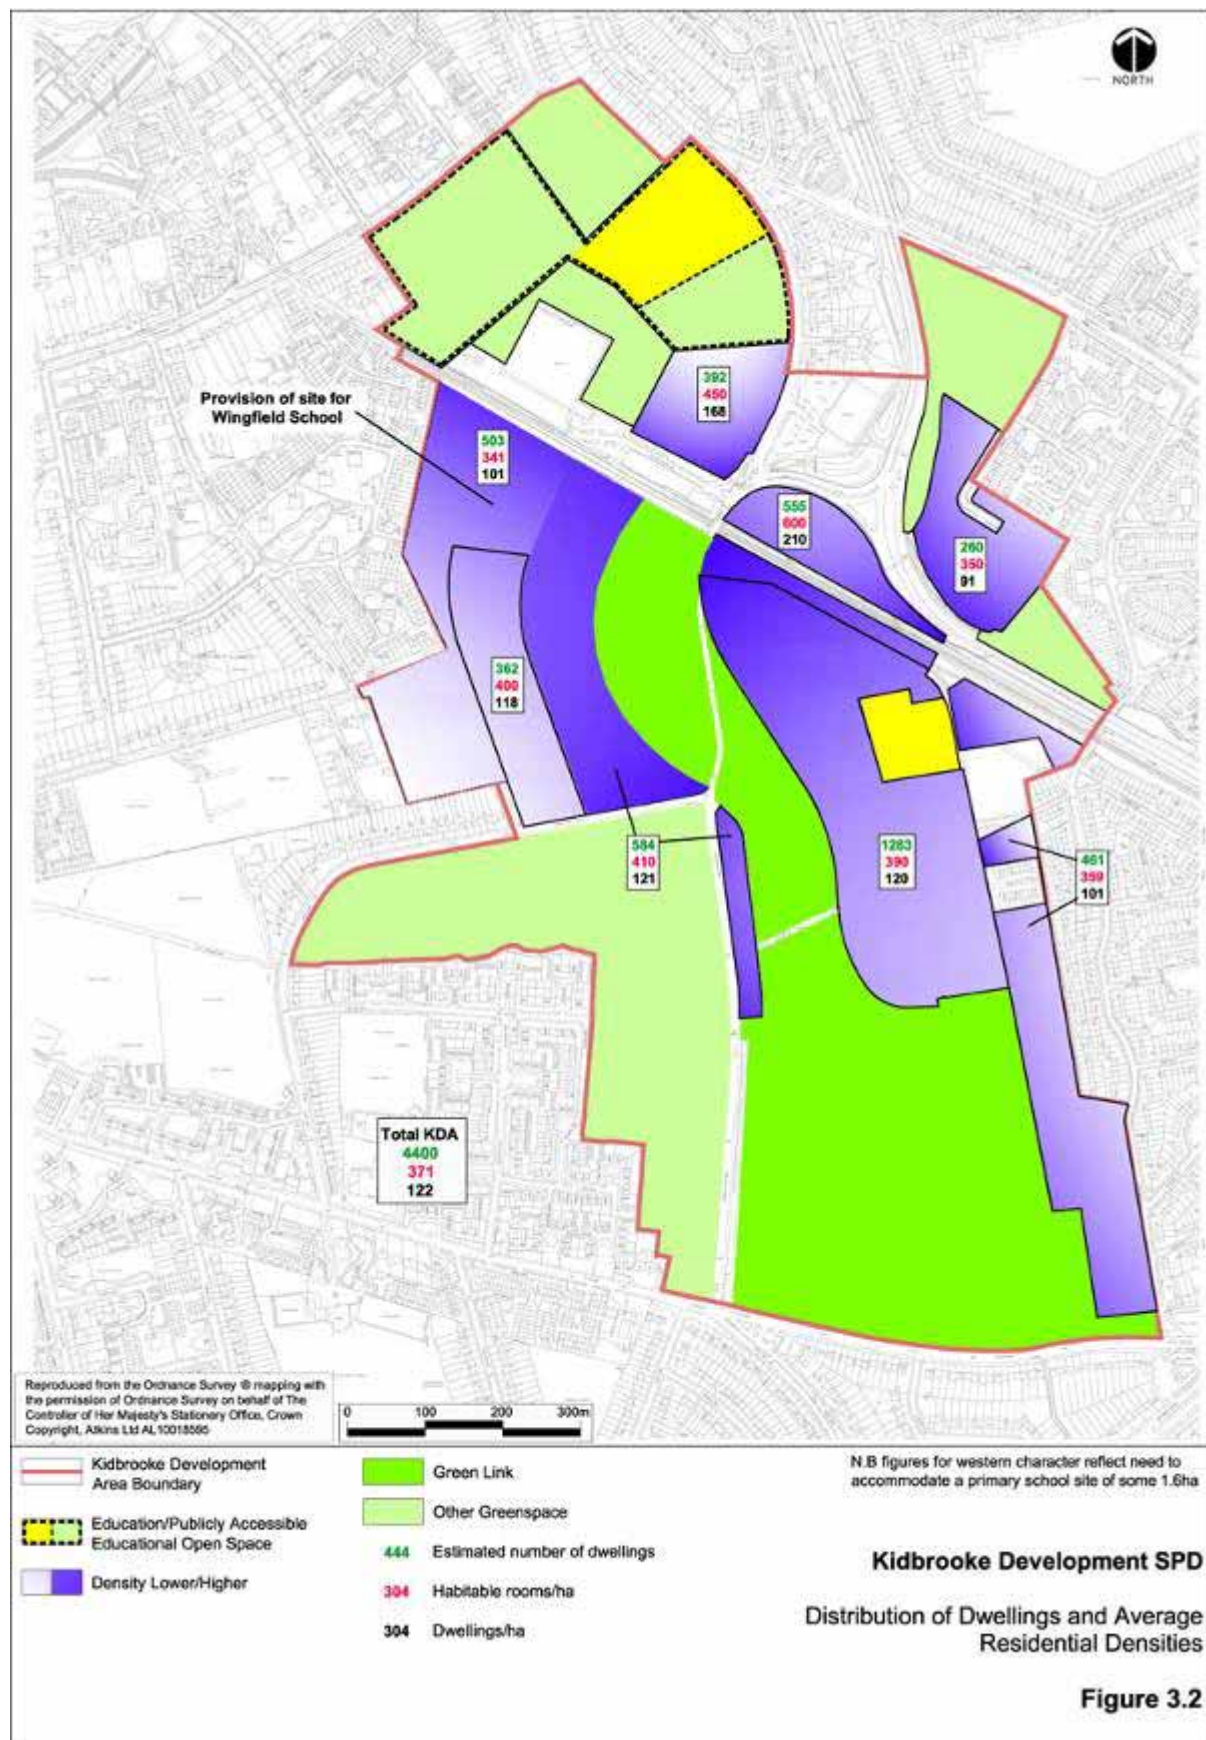 NORTH
Provision of site for
Wingfield School
392
450
168
503
341
101
555
600
210
260
350
91
362
400
118
584
410
121
1283
390
120
461
359
101
Total KDA
4400
371
122
Reproduced from the Ordnance Survey ® mapping with
the permission of Ordnance Survey on behalf of The
Controller of Her Majesty's Stationery Office, Crown
Copyright, Atkins Ltd AL10018595
0 100 200 300m
Kidbrooke Development
Area Boundary
Education/Publicly Accessible
Educational Open Space
Density Lower/Higher
Green Link
Other Greenspace
444 Estimated number of dwellings
304 Habitable rooms/ha
304 Dwellings/ha
N.B figures for western character reflect need to
accommodate a primary school site of some 1.6ha
Kidbrooke Development SPD
Distribution of Dwellings and Average
Residential Densities
Figure 3.2